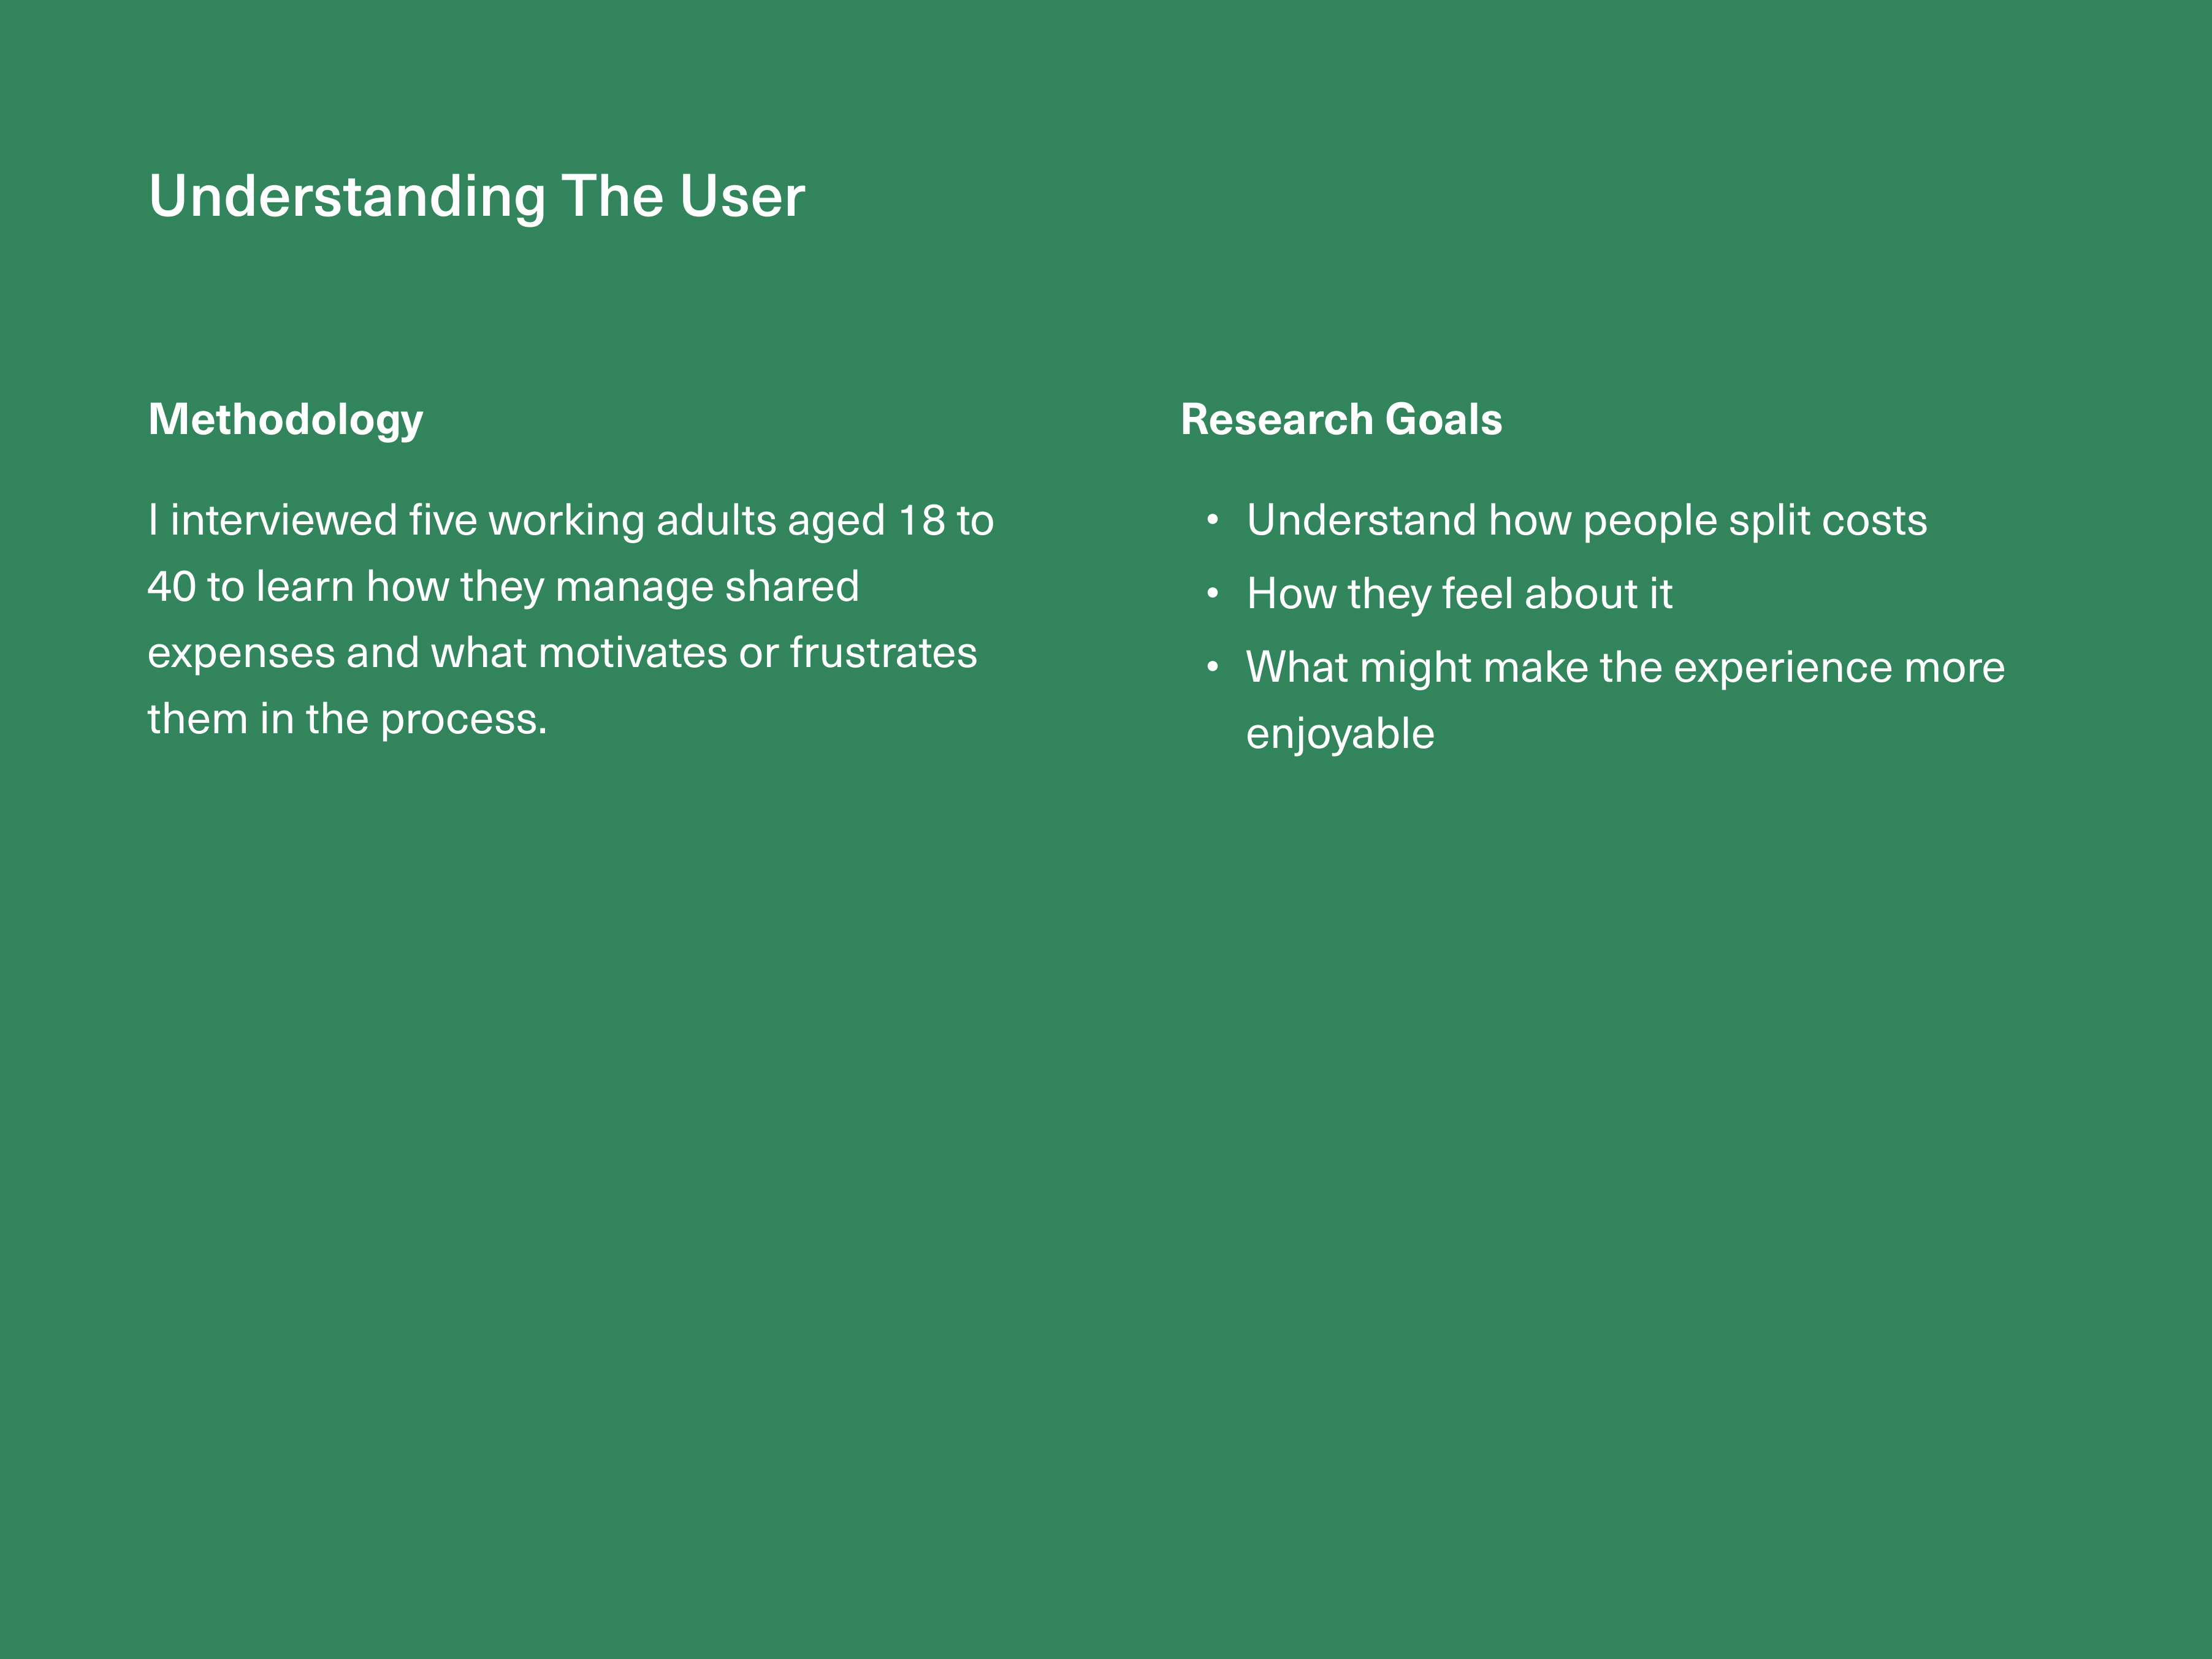 Understanding The User
Methodology
I interviewed five working adults aged 18 to
40 to learn how they manage shared
expenses and what motivates or frustrates
them in the process.
Research Goals
• Understand how people split costs
• How they feel about it
• What might make the experience more
enjoyable